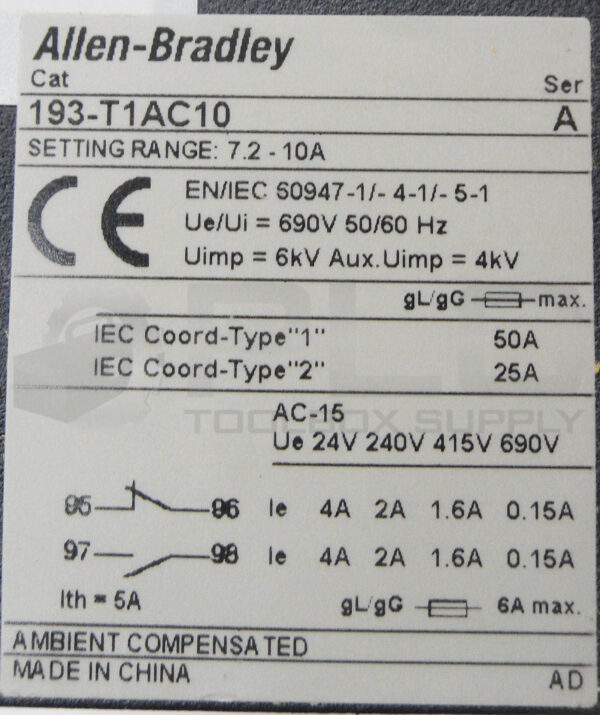 Allen-Bradley
Cat Ser
193-T1AC10 A
SETTING RANGE: 7.2 - 10A
CE EN/IEC 60947-1/- 4-1/- 5-1
Ue/Ui = 690V 50/60 Hz
Uimp = 6kV Aux.Uimp = 4kV
gL/gG max.
IEC Coord-Type"1" 50A
IEC Coord-Type"2" 25A
PLC
TOOLBOX SUPPLY
AC-15
Ue 24V 240V 415V 690V
95 96 Ie 4A 2A 1.6A 0.15A
97 98 Ie 4A 2A 1.6A 0.15A
Ith = 5A gL/gG 6A max.
AMBIENT COMPENSATED
MADE IN CHINA AD